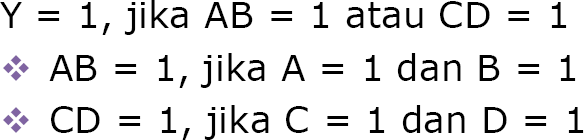 Y = 1, jika AB = 1 atau CD = 1
❖ AB = 1, jika A = 1 dan B = 1
❖ CD = 1, jika C = 1 dan D = 1